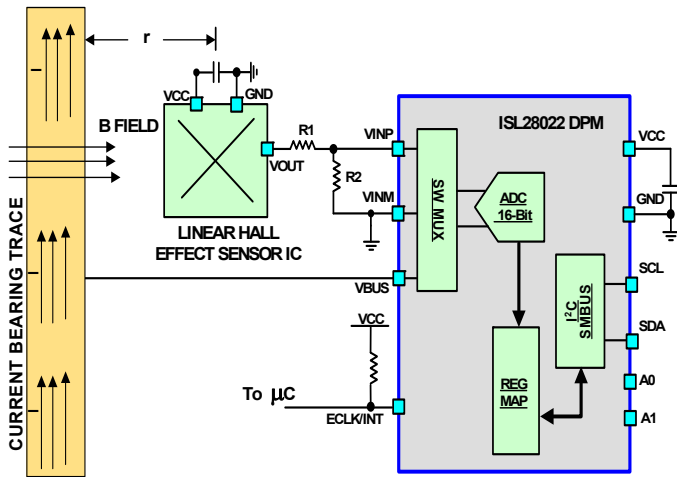 r
VCC
GND
B FIELD
R1
VOUT
R2
LINEAR HALL
EFFECT SENSOR IC
CURRENT BEARING TRACE
I
I
I
ISL28022 DPM
VINP
VINM
VBUS
SW MUX
ADC
16-Bit
VCC
GND
SCL
SDA
I²C
SMBUS
A0
A1
REG
MAP
VCC
To µC
ECLK/INT